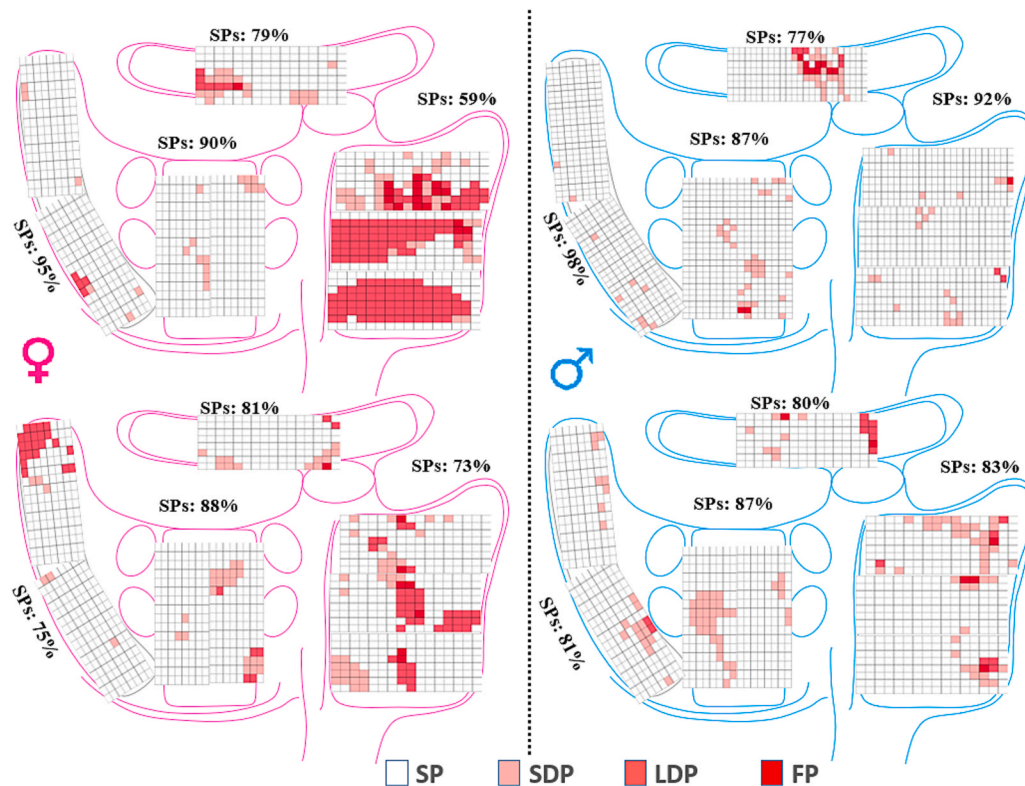 SPs: 79%
SPs: 59%
SPs: 90%
SPs: 95%
SPs: 77%
SPs: 92%
SPs: 87%
SPs: 98%
♀
♂
SPs: 81%
SPs: 73%
SPs: 88%
SPs: 75%
SPs: 80%
SPs: 83%
SPs: 87%
SPs: 81%
SP SDP LDP FP